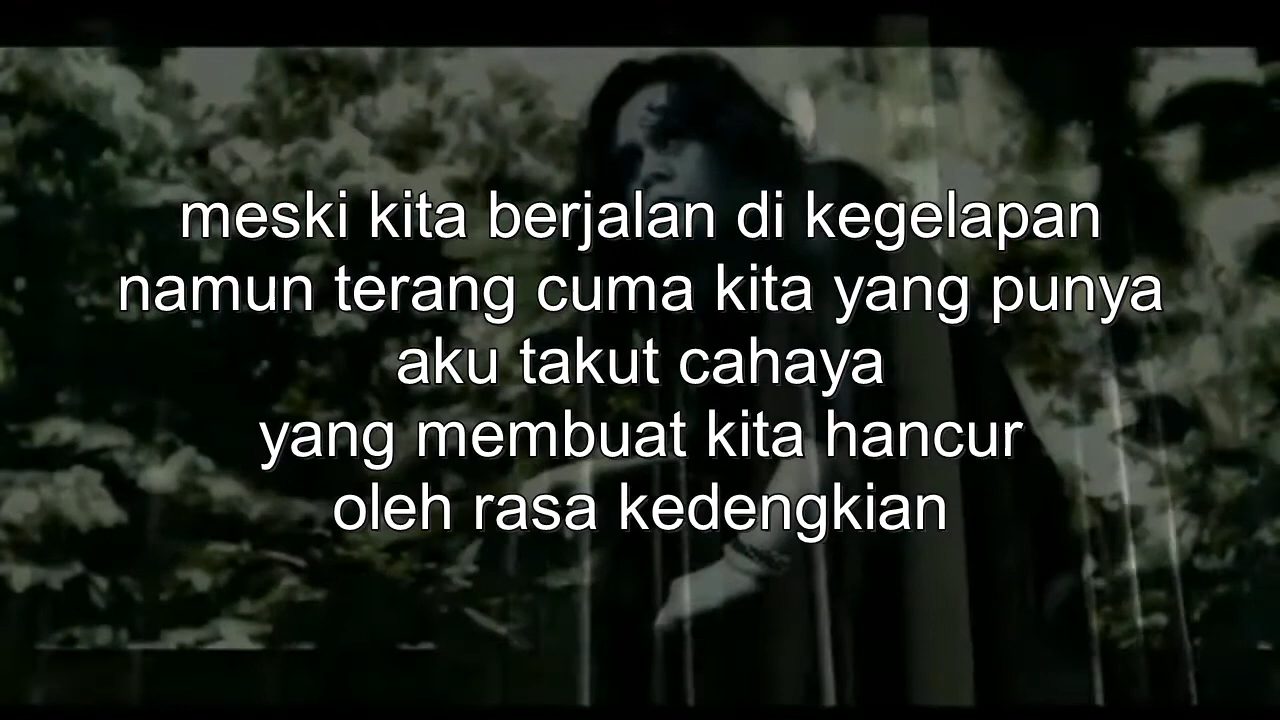 meski kita berjalan di kegelapan
namun terang cuma kita yang punya
aku takut cahaya
yang membuat kita hancur
oleh rasa kedengkian